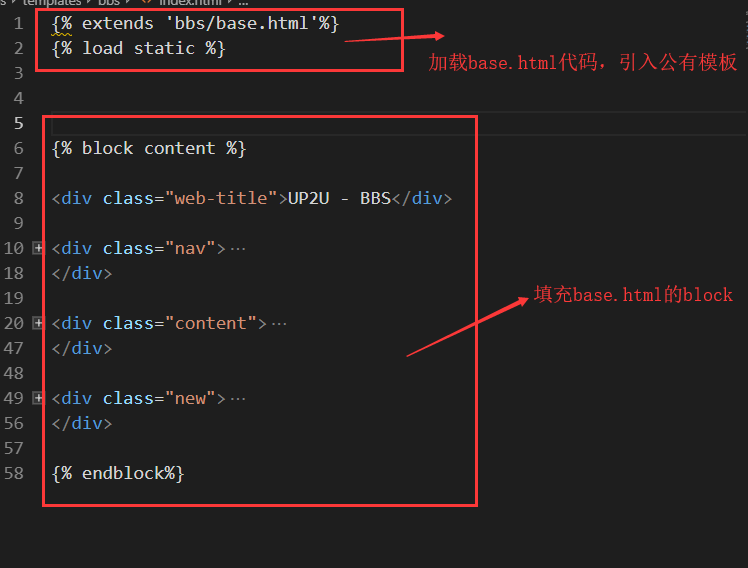 templates bbs index.html ...
1 {% extends 'bbs/base.html'%}
2 {% load static %}
加载base.html代码，引入公有模板
3
4
5
6 {% block content %}
7
8 <div class="web-title">UP2U - BBS</div>
9
10 <div class="nav">...
18 </div>
19
填充base.html的block
20 <div class="content">...
47 </div>
48
49 <div class="new">...
56 </div>
57
58 {% endblock%}